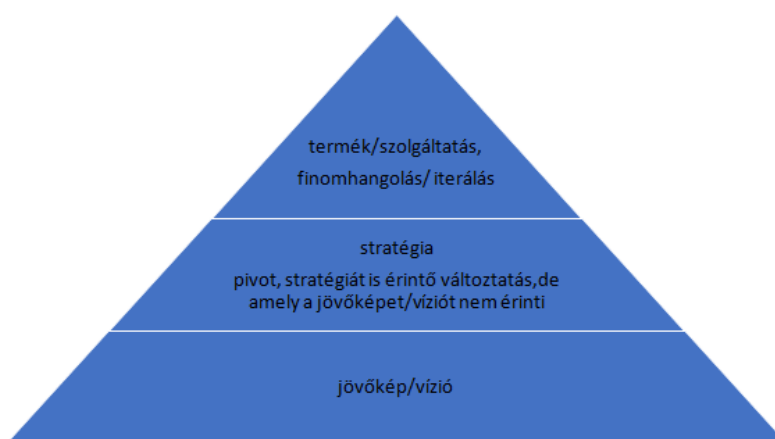 termék/szolgáltatás,
finomhangolás/ iterálás
stratégia
pivot, stratégiát is érintő változtatás,de
amely a jövőképet/víziót nem érinti
jövőkép/vízió